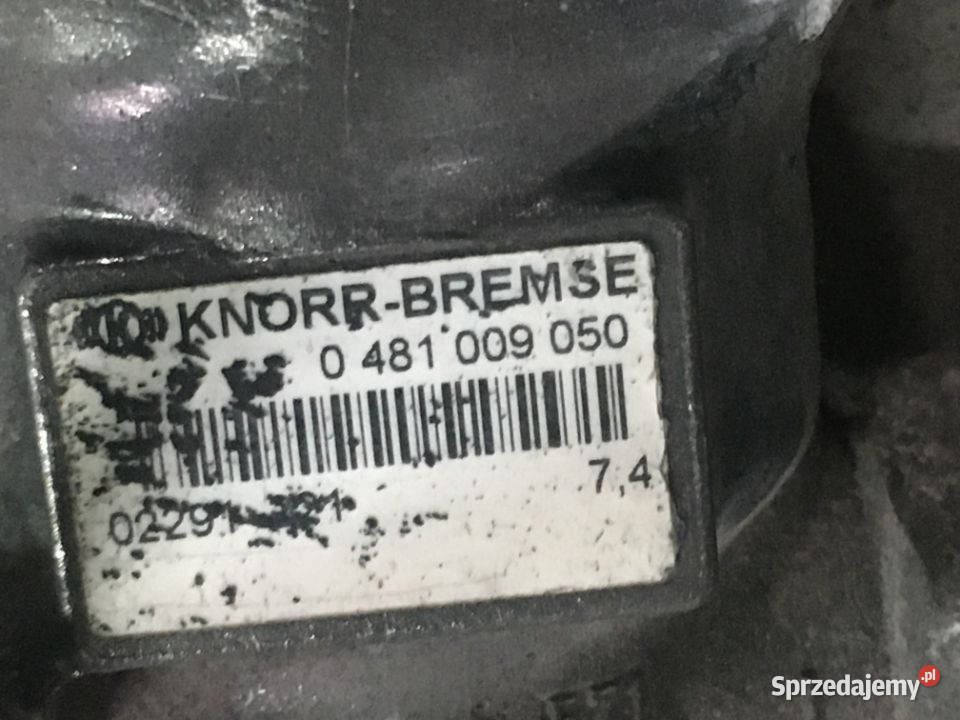 KNORR-BREMSE
0 481 009 050
7,4
Sprzedajemy.pl